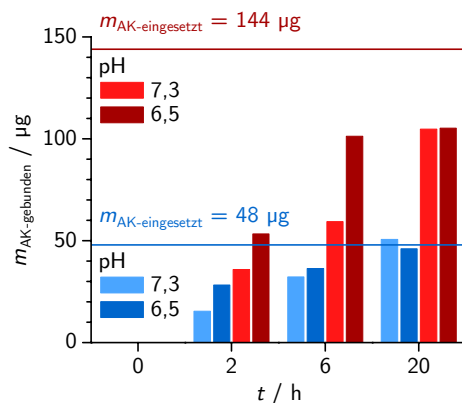 m_AK-eingesetzt = 144 µg
150
pH
7,3
6,5
100
m_AK-gebunden / µg
m_AK-eingesetzt = 48 µg
50
pH
7,3
6,5
0
0 2 6 20
t / h